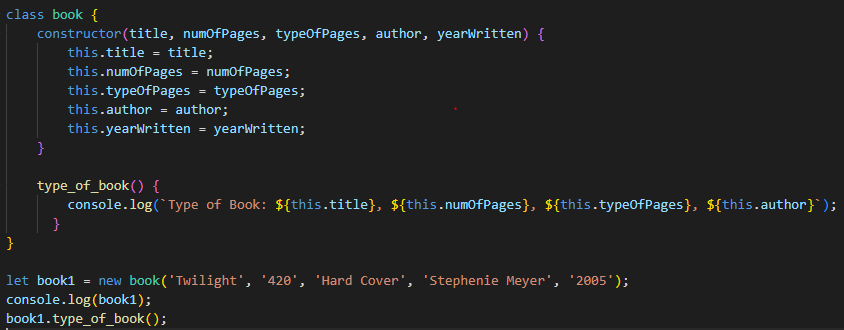 class book {
    constructor(title, numOfPages, typeOfPages, author, yearWritten) {
        this.title = title;
        this.numOfPages = numOfPages;
        this.typeOfPages = typeOfPages;
        this.author = author;
        this.yearWritten = yearWritten;
    }

    type_of_book() {
        console.log(`Type of Book: ${this.title}, ${this.numOfPages}, ${this.typeOfPages}, ${this.author}`);
      }
}

let book1 = new book('Twilight', '420', 'Hard Cover', 'Stephenie Meyer', '2005');
console.log(book1);
book1.type_of_book();